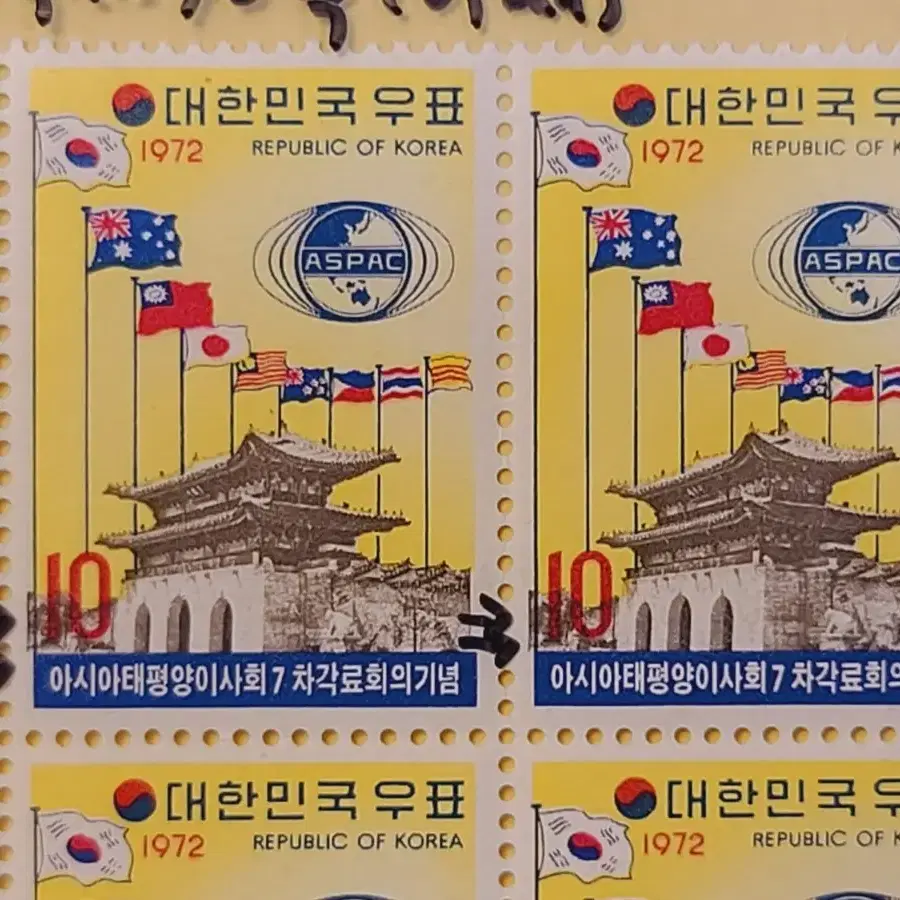 대한민국 우표
1972 REPUBLIC OF KOREA
ASPAC
10
아시아태평양이사회 7 차각료회의기념
대한민국 우
1972 REPUBLIC OF K
ASPAC
10
아시아태평양이사회 7 차각료회의
대한민국 우표
1972 REPUBLIC OF KOREA
대한민국 우
1972 REPUBLIC OF K